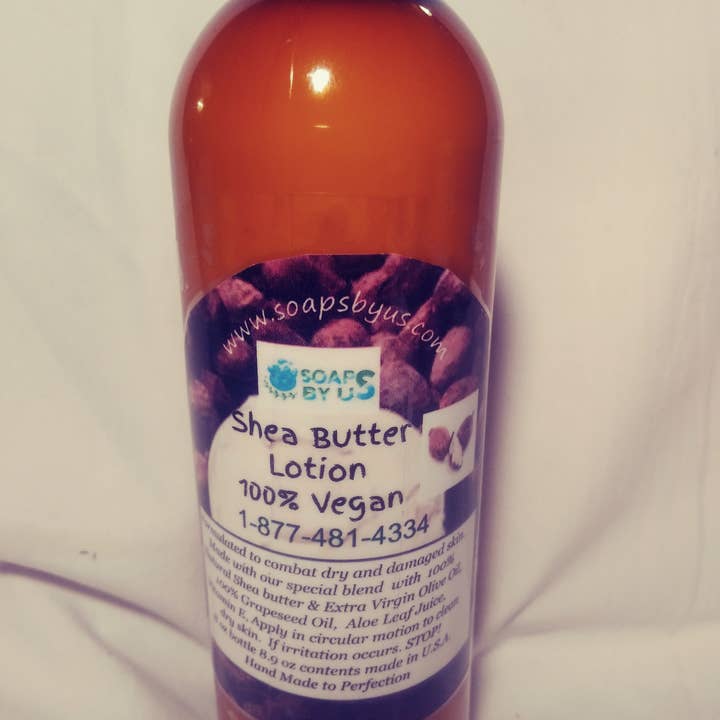 www.soapsbyus.com
SOAPS
BY US
Shea Butter
Lotion
100% Vegan
1-877-481-4334
Formulated to combat dry and damaged skin.
Made with our special blend with 100%
Natural Shea butter & Extra Virgin Olive Oil,
100% Grapeseed Oil, Aloe Leaf Juice,
Vitamin E. Apply in circular motion to clean
dry skin. If irritation occurs. STOP!
8 oz bottle 8.9 oz contents made in U.S.A.
Hand Made to Perfection